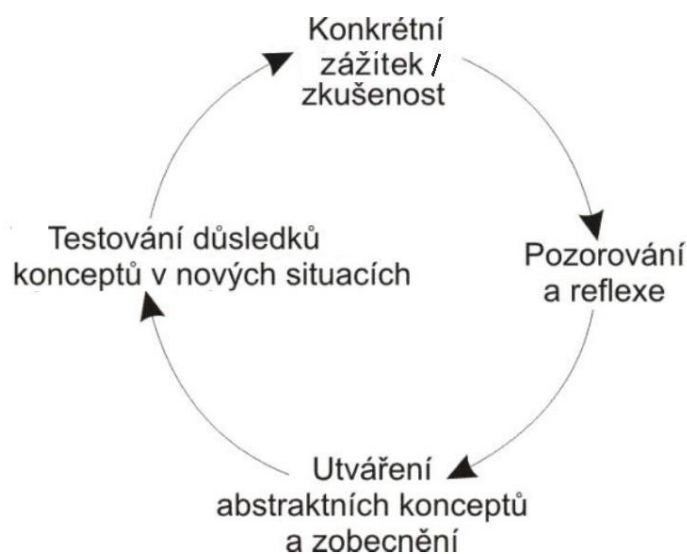 Konkrétní
zážitek /
zkušenost
Pozorování
a reflexe
Utváření
abstraktních konceptů
a zobecnění
Testování důsledků
konceptů v nových situacích